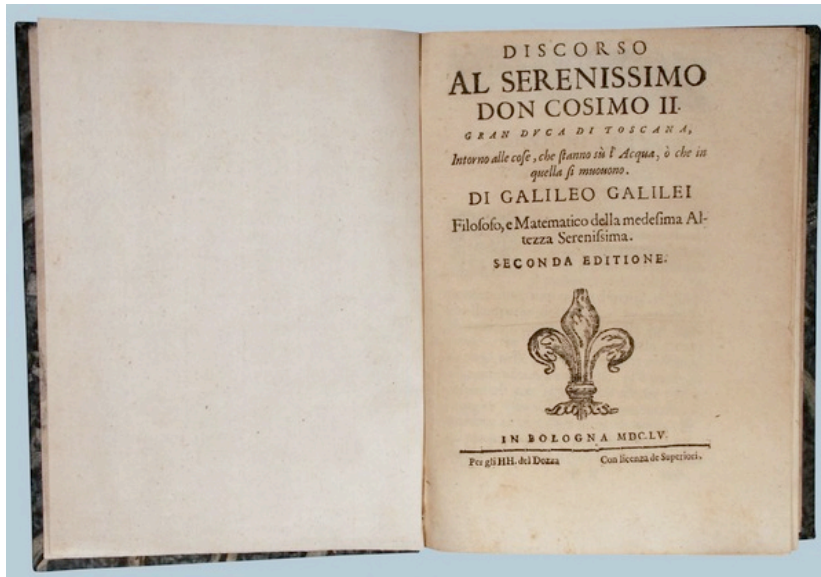 DISCORSO
AL SERENISSIMO
DON COSIMO II.
GRAN DVCA DI TOSCANA,
Intorno alle coſe, che ſtanno sù l' Acqua, ò che in
quella ſi muouono.
DI GALILEO GALILEI
Filoſofo, e Matematico della medeſima Al-
tezza Sereniſsima.
SECONDA EDITIONE.
IN BOLOGNA MDC.LV.
Per gli HH. del Dozza Con licenza de Superiori.